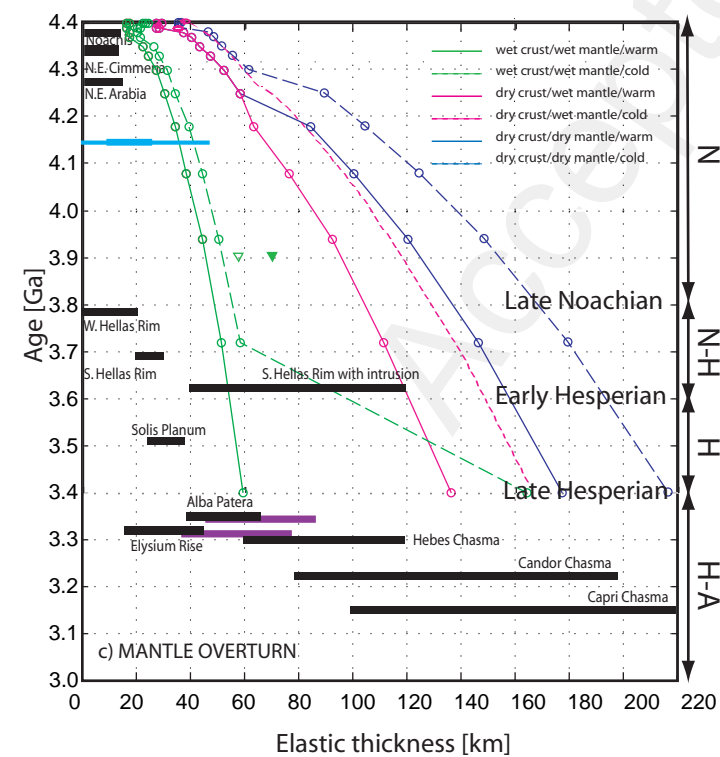 4.4
4.3
4.2
4.1
4.0
3.9
3.8
3.7
3.6
3.5
3.4
3.3
3.2
3.1
3.0
Age [Ga]
Noachis
N.E. Cimmeria
N.E. Arabia
wet crust/wet mantle/warm
wet crust/wet mantle/cold
dry crust/wet mantle/warm
dry crust/wet mantle/cold
dry crust/dry mantle/warm
dry crust/dry mantle/cold
Late Noachian
W. Hellas Rim
S. Hellas Rim
S. Hellas Rim with intrusion
Early Hesperian
Solis Planum
Late Hesperian
Alba Patera
Elysium Rise
Hebes Chasma
Candor Chasma
Capri Chasma
c) MANTLE OVERTURN
N
N-H
H
H-A
0 20 40 60 80 100 120 140 160 180 200 220
Elastic thickness [km]
Accepte